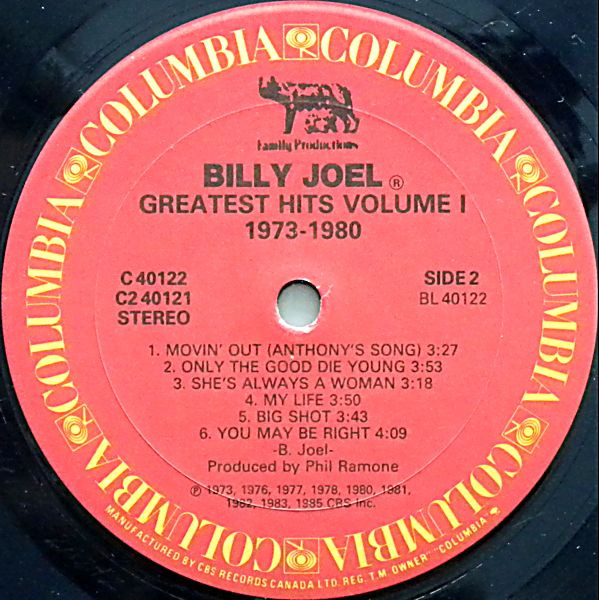 COLUMBIA COLUMBIA COLUMBIA COLUMBIA COLUMBIA COLUMBIA
Family Productions
BILLY JOEL ®
GREATEST HITS VOLUME I
1973-1980
C 40122
C2 40121
STEREO
SIDE 2
BL 40122
1. MOVIN' OUT (ANTHONY'S SONG) 3:27
2. ONLY THE GOOD DIE YOUNG 3:53
3. SHE'S ALWAYS A WOMAN 3:18
4. MY LIFE 3:50
5. BIG SHOT 3:43
6. YOU MAY BE RIGHT 4:09
-B. Joel-
Produced by Phil Ramone
℗ 1973, 1976, 1977, 1978, 1980, 1981,
1982, 1983, 1985 CBS Inc.
MANUFACTURED BY CBS RECORDS CANADA LTD. REG. T.M. OWNER "COLUMBIA"